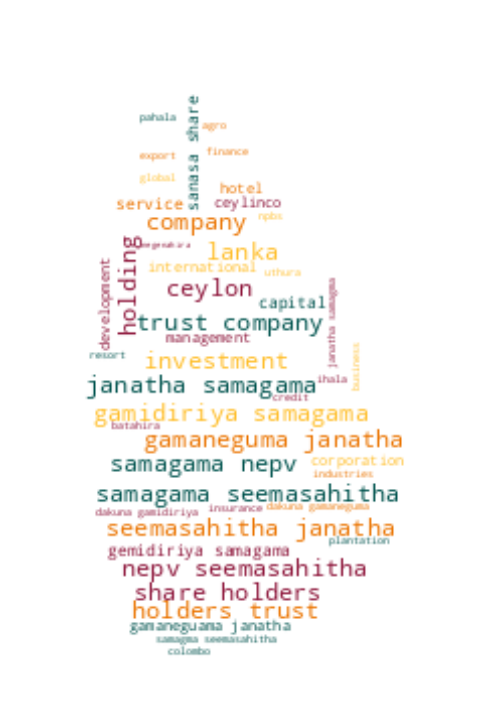 sanasa share
pahala
agro
export
finance
global
hotel
service
ceylinco
company
npbs
holding
megenahira
lanka
international
uthura
development
ceylon
capital
janatha samagma
trust company
management
resort
investment
business
janatha samagama
ihala
credit
gamidiriya samagama
batahira
gamaneguma janatha
samagama nepv
corporation
industries
samagama seemasahitha
dakuna gamidiriya
insurance
dakuna gamaneguma
seemasahitha janatha
plantation
gemidiriya samagama
nepv seemasahitha
share holders
holders trust
gamaneguama janatha
samagma seemasahitha
colombo